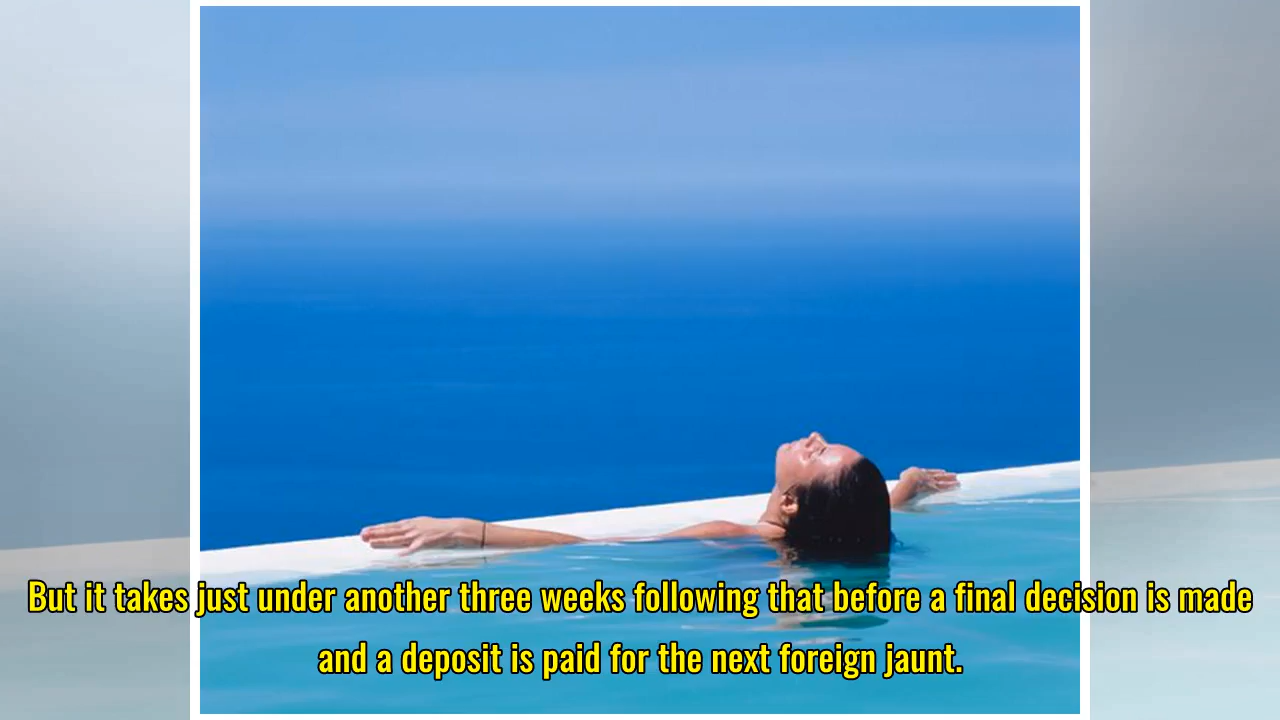 But it takes just under another three weeks following that before a final decision is made
and a deposit is paid for the next foreign jaunt.